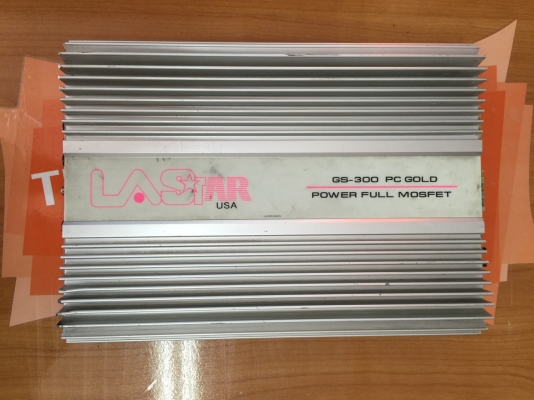 LASTAR
USA
GS-300 PC GOLD
POWER FULL MOSFET
T